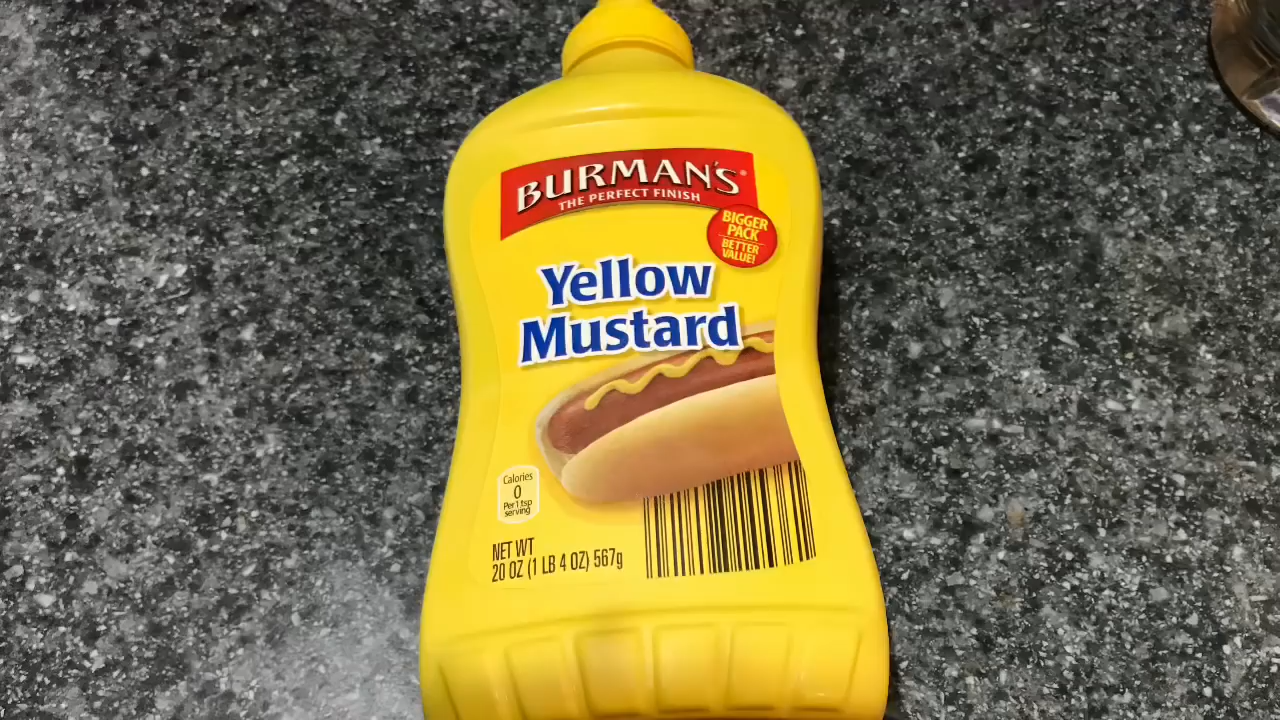 BURMAN'S®
THE PERFECT FINISH
BIGGER
PACK
BETTER
VALUE!
Yellow
Mustard
Calories
0
Per 1 tsp
serving
NET WT
20 OZ (1 LB 4 OZ) 567g